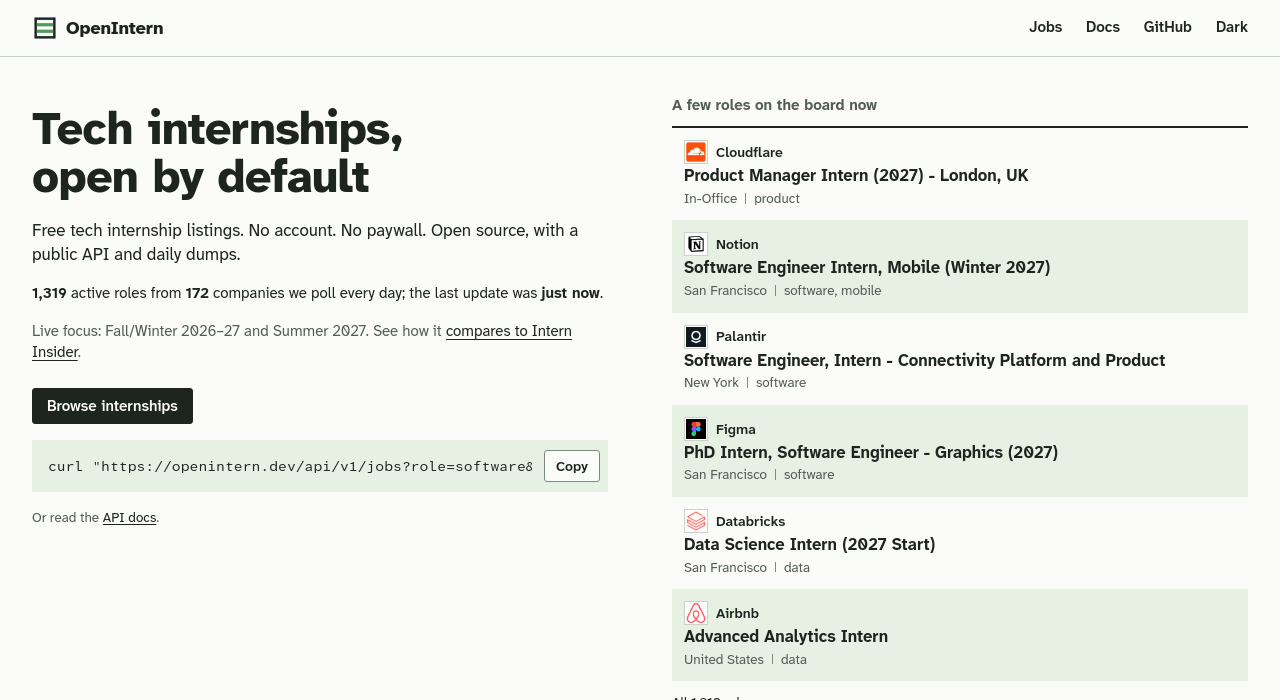 OpenIntern
Jobs
Docs
GitHub
Dark
Tech internships,
open by default
Free tech internship listings. No account. No paywall. Open source, with a
public API and daily dumps.
1,319 active roles from 172 companies we poll every day; the last update was just now.
Live focus: Fall/Winter 2026–27 and Summer 2027. See how it compares to Intern
Insider.
Browse internships
curl "https://openintern.dev/api/v1/jobs?role=software&
Copy
Or read the API docs.
A few roles on the board now
Cloudflare
Product Manager Intern (2027) - London, UK
In-Office | product
Notion
Software Engineer Intern, Mobile (Winter 2027)
San Francisco | software, mobile
Palantir
Software Engineer, Intern - Connectivity Platform and Product
New York | software
Figma
PhD Intern, Software Engineer - Graphics (2027)
San Francisco | software
Databricks
Data Science Intern (2027 Start)
San Francisco | data
Airbnb
Advanced Analytics Intern
United States | data